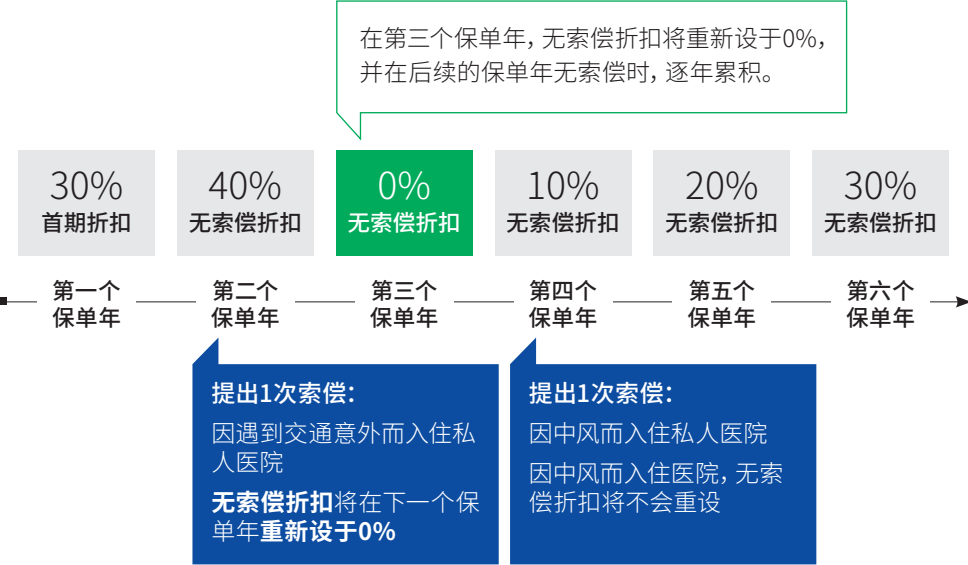 在第三个保单年，无索偿折扣将重新设于0%，
并在后续的保单年无索偿时，逐年累积。
30%
首期折扣
40%
无索偿折扣
0%
无索偿折扣
10%
无索偿折扣
20%
无索偿折扣
30%
无索偿折扣
第一个
保单年
第二个
保单年
第三个
保单年
第四个
保单年
第五个
保单年
第六个
保单年
提出1次索偿：
因遇到交通意外而入住私
人医院
无索偿折扣将在下一个保
单年重新设于0%
提出1次索偿：
因中风而入住私人医院
因中风而入住医院，无索
偿折扣将不会重设